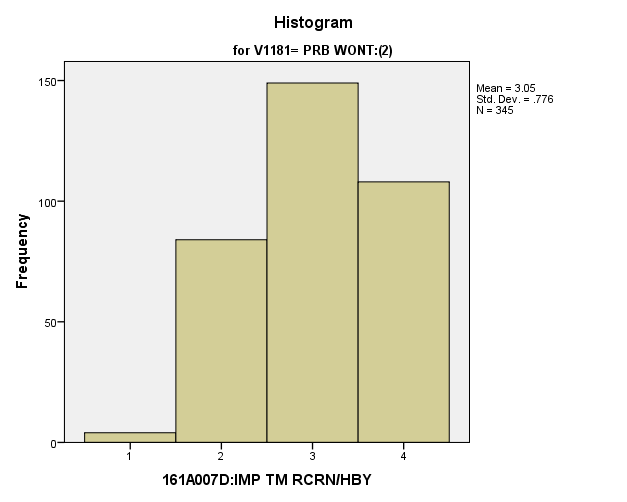 Histogram
for V1181= PRB WONT:(2)
Mean = 3.05
Std. Dev. = .776
N = 345
Frequency
150
100
50
0
1 2 3 4
161A007D:IMP TM RCRN/HBY